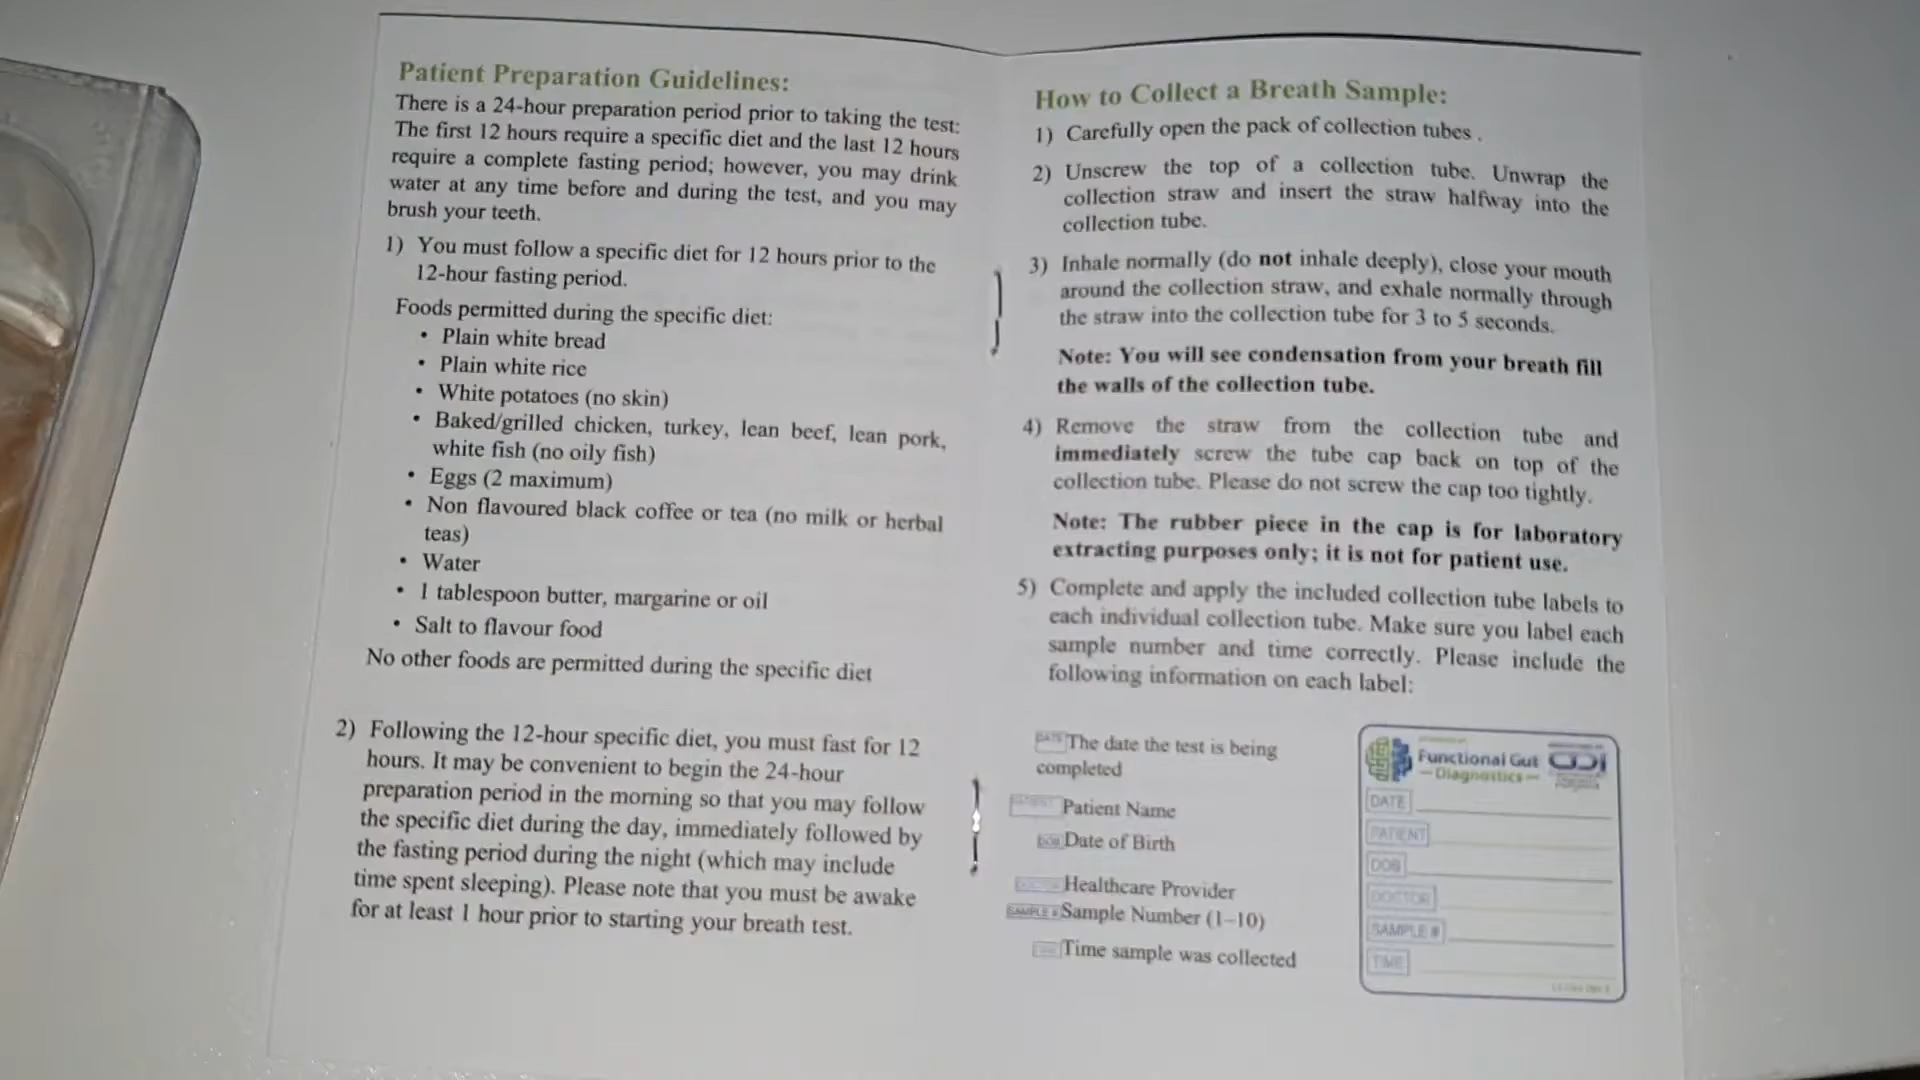 Patient Preparation Guidelines:
There is a 24-hour preparation period prior to taking the test:
The first 12 hours require a specific diet and the last 12 hours
require a complete fasting period; however, you may drink
water at any time before and during the test, and you may
brush your teeth.
1) You must follow a specific diet for 12 hours prior to the
12-hour fasting period.
Foods permitted during the specific diet:
• Plain white bread
• Plain white rice
• White potatoes (no skin)
• Baked/grilled chicken, turkey, lean beef, lean pork,
white fish (no oily fish)
• Eggs (2 maximum)
• Non flavoured black coffee or tea (no milk or herbal
teas)
• Water
• 1 tablespoon butter, margarine or oil
• Salt to flavour food
No other foods are permitted during the specific diet
2) Following the 12-hour specific diet, you must fast for 12
hours. It may be convenient to begin the 24-hour
preparation period in the morning so that you may follow
the specific diet during the day, immediately followed by
the fasting period during the night (which may include
time spent sleeping). Please note that you must be awake
for at least 1 hour prior to starting your breath test.
How to Collect a Breath Sample:
1) Carefully open the pack of collection tubes .
2) Unscrew the top of a collection tube. Unwrap the
collection straw and insert the straw halfway into the
collection tube.
3) Inhale normally (do not inhale deeply), close your mouth
around the collection straw, and exhale normally through
the straw into the collection tube for 3 to 5 seconds.
Note: You will see condensation from your breath fill
the walls of the collection tube.
4) Remove the straw from the collection tube and
immediately screw the tube cap back on top of the
collection tube. Please do not screw the cap too tightly.
Note: The rubber piece in the cap is for laboratory
extracting purposes only; it is not for patient use.
5) Complete and apply the included collection tube labels to
each individual collection tube. Make sure you label each
sample number and time correctly. Please include the
following information on each label:
DATE The date the test is being
completed
PATIENT Patient Name
DOB Date of Birth
Healthcare Provider
SAMPLE # Sample Number (1–10)
Time sample was collected
Functional Gut
Diagnostics
CDI
DATE
PATIENT
DOB
DOCTOR
SAMPLE #
TIME